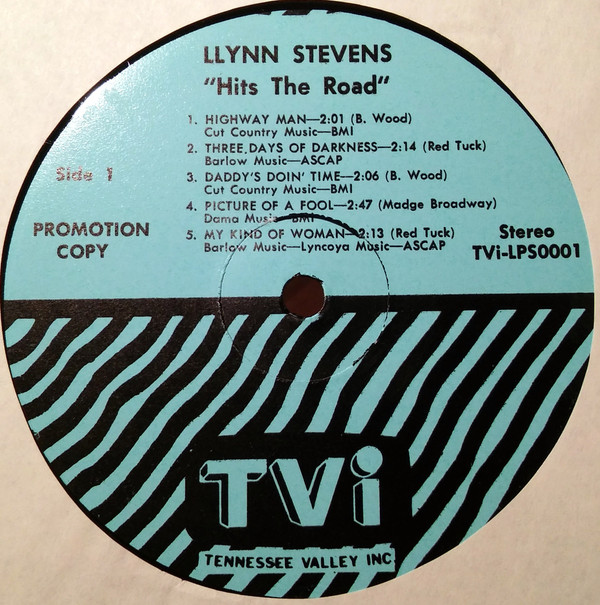 LLYNN STEVENS
"Hits The Road"
1. HIGHWAY MAN—2:01 (B. Wood)
Cut Country Music—BMI
2. THREE DAYS OF DARKNESS—2:14 (Red Tuck)
Barlow Music—ASCAP
3. DADDY'S DOIN' TIME—2:06 (B. Wood)
Cut Country Music—BMI
4. PICTURE OF A FOOL—2:47 (Madge Broadway)
Dama Music—BMI
5. MY KIND OF WOMAN—2:13 (Red Tuck)
Barlow Music—Lyncoya Music—ASCAP
Side 1
PROMOTION
COPY
Stereo
TVi-LPS0001
TVi
TENNESSEE VALLEY INC